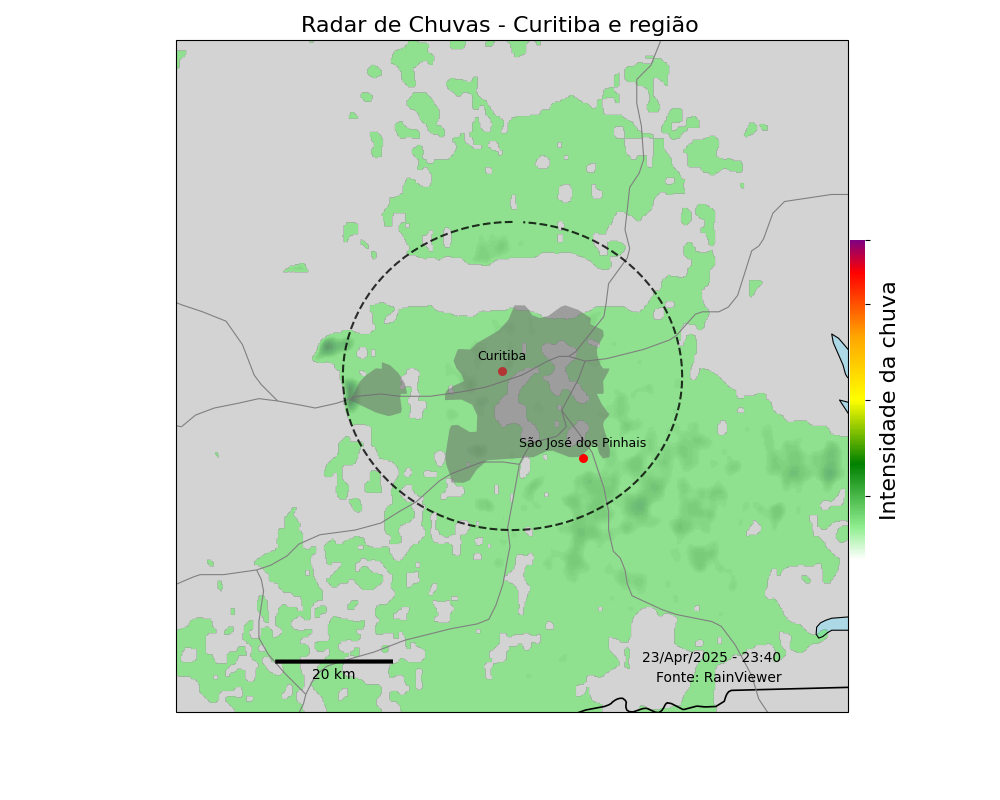 Radar de Chuvas - Curitiba e região
Curitiba
São José dos Pinhais
Intensidade da chuva
23/Apr/2025 - 23:40
Fonte: RainViewer
20 km